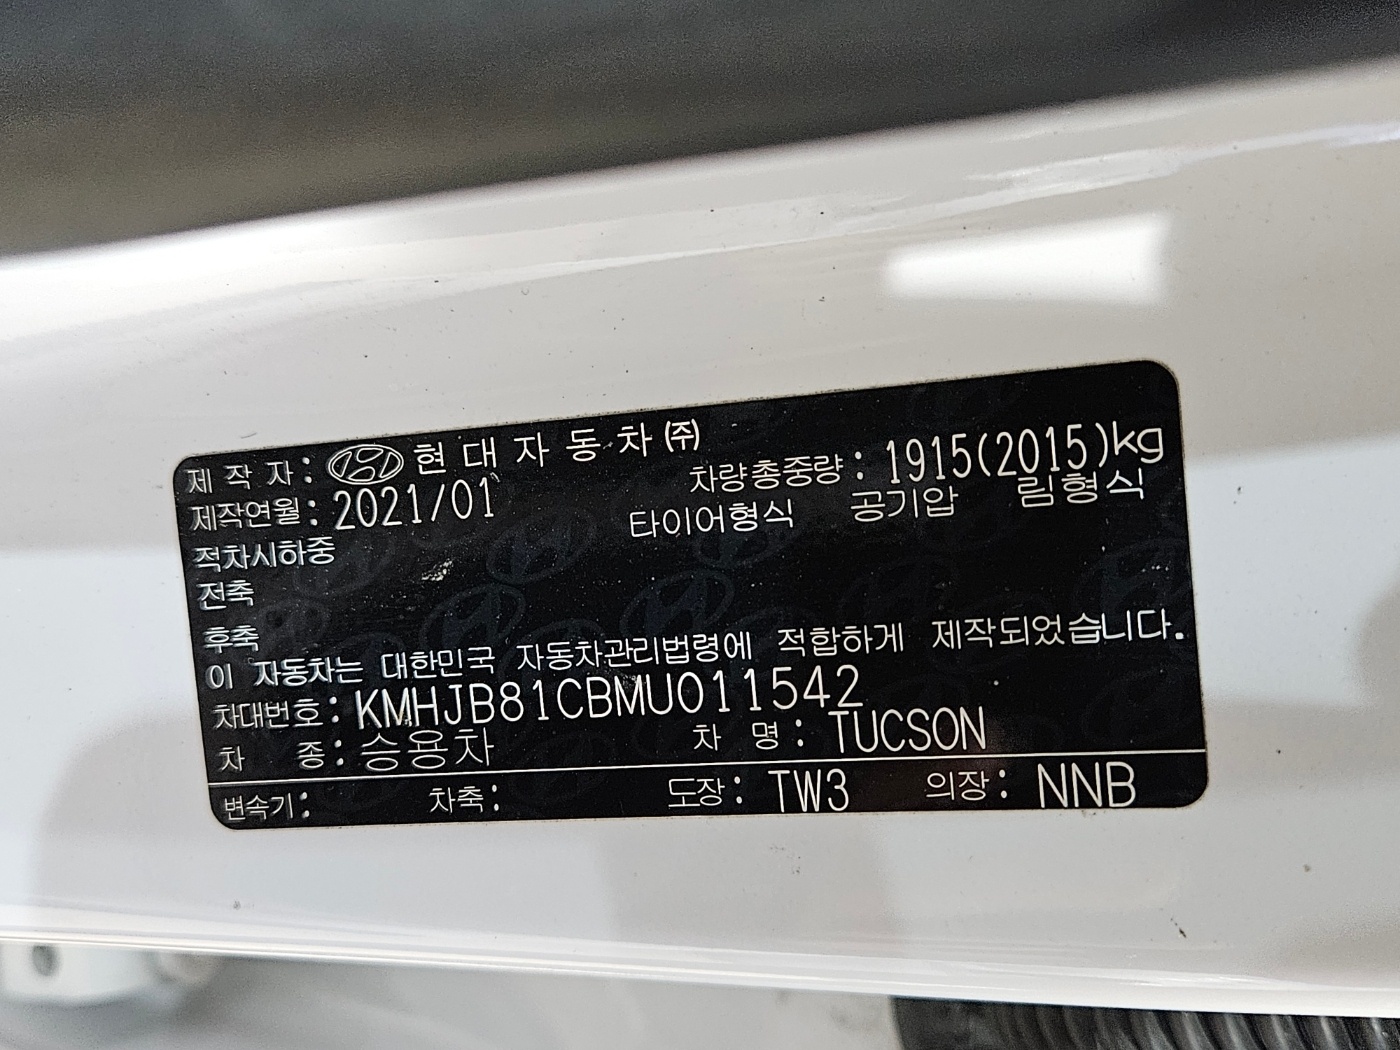 제 작 자 : 현 대 자 동 차 ㈜
제작연월 : 2021/01 차량총중량 : 1915(2015)kg
적차시하중 타이어형식 공기압 림형식
전축
후축
이 자동차는 대한민국 자동차관리법령에 적합하게 제작되었습니다.
차대번호 : KMHJB81CBMU011542
차 종 : 승용차 차 명 : TUCSON
변속기 : 차축 : 도장 : TW3 의장 : NNB